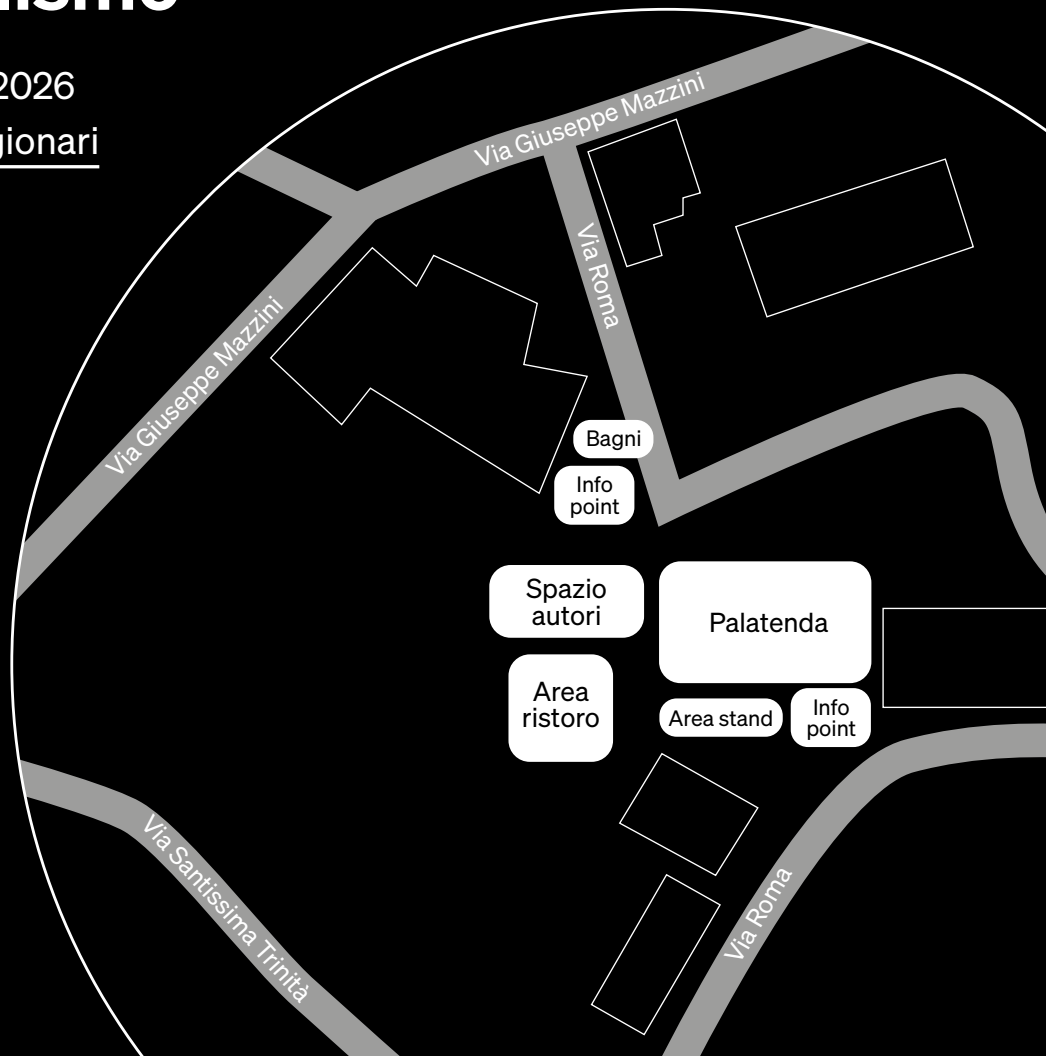 2026
Via Giuseppe Mazzini
Via Roma
Via Giuseppe Mazzini
Bagni
Info
point
Spazio
autori
Palatenda
Area
ristoro
Area stand
Info
point
Via Santissima Trinità
Via Roma